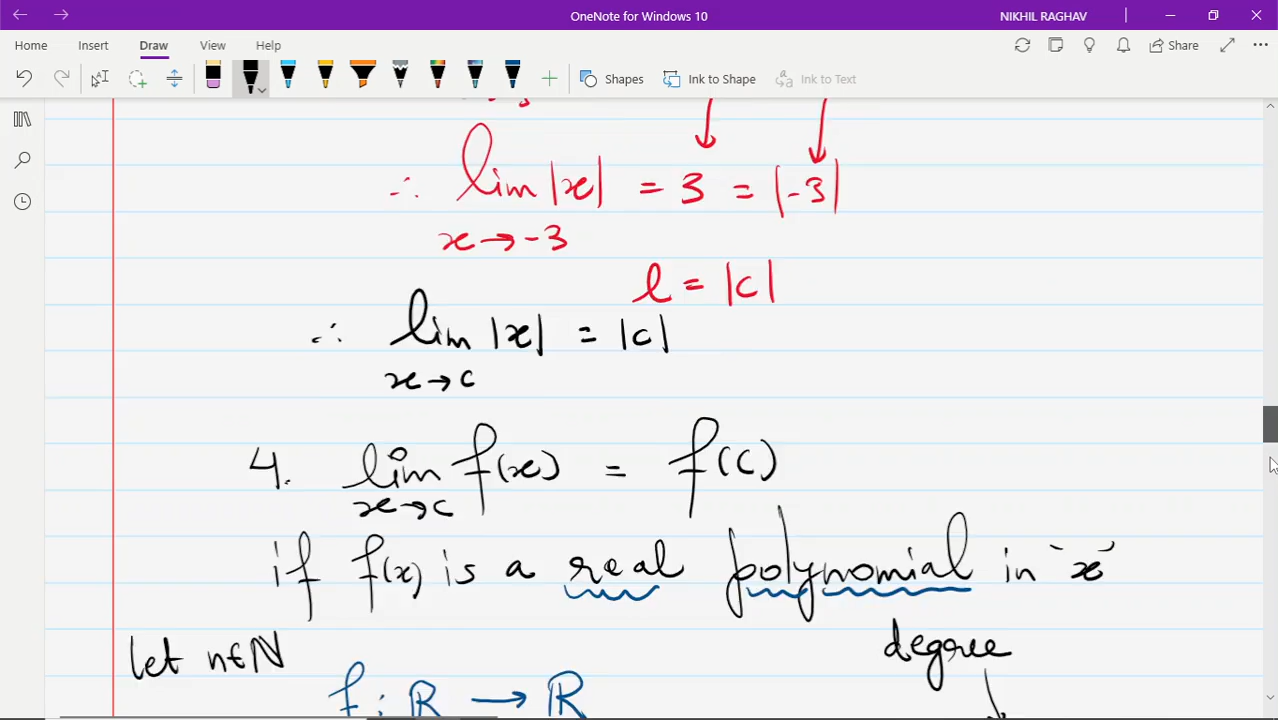 OneNote for Windows 10
NIKHIL RAGHAV
Home Insert Draw View Help
Share
Shapes Ink to Shape Ink to Text
∴ lim |x| = 3 = |-3|
x→-3
l = |c|
∴ lim |x| = |c|
x→c
4. lim f(x) = f(c)
x→c
if f(x) is a real polynomial in 'x'
let n∈N
degree
f : R → R